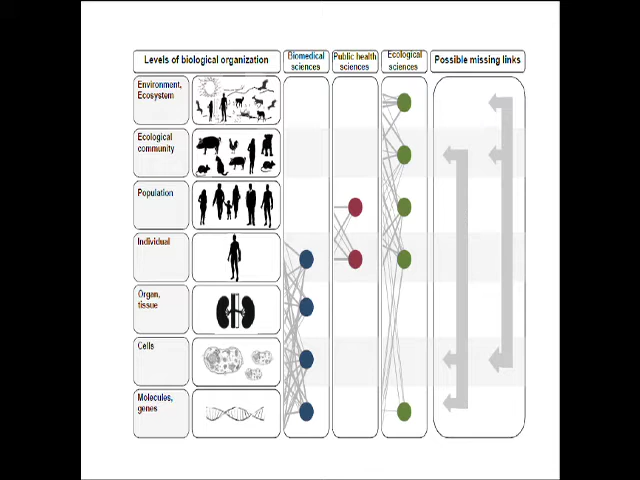 Levels of biological organization
Biomedical
sciences
Public health
sciences
Ecological
sciences
Possible missing links
Environment,
Ecosystem
Ecological
community
Population
Individual
Organ,
tissue
Cells
Molecules,
genes